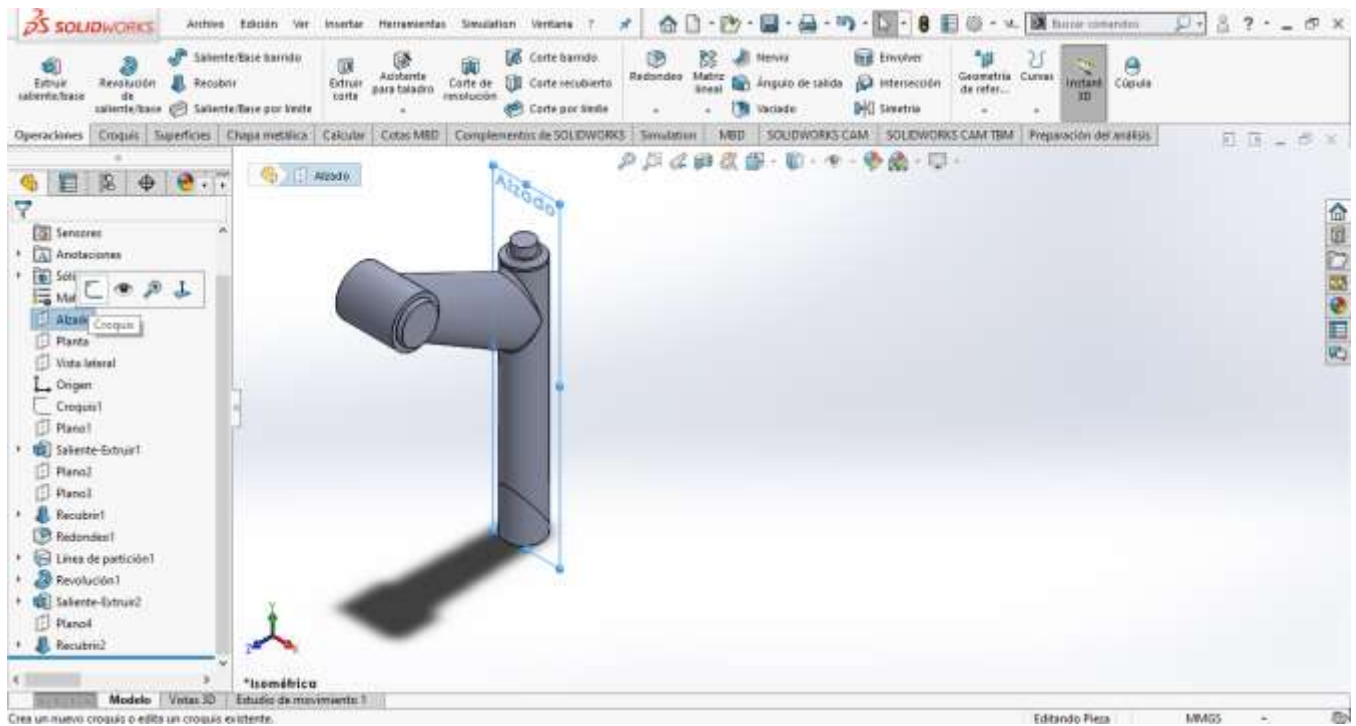 SOLIDWORKS Archivo Edición Ver Insertar Herramientas Simulation Ventana ? Buscar comandos
Extruir saliente/base
Revolución de saliente/base
Saliente/Base barrido
Recubrir
Saliente/Base por límite
Extruir corte
Asistente para taladro
Corte de revolución
Corte barrido
Corte recubierto
Corte por límite
Redondeo
Matriz lineal
Nervio
Ángulo de salida
Vaciado
Envolver
Intersección
Simetría
Geometría de refer...
Curvas
Instant 3D
Cúpula
Operaciones Croquis Superficies Chapa metálica Calcular Cotas MBD Complementos de SOLIDWORKS Simulation MBD SOLIDWORKS CAM SOLIDWORKS CAM TBM Preparación del análisis
Alzado
Alzado
Sensores
Anotaciones
Croquis
Planta
Vista lateral
Origen
Croquis1
Plano1
Saliente-Extruir1
Plano2
Plano3
Recubrir1
Redondeo1
Línea de partición1
Revolución1
Saliente-Extruir2
Plano4
Recubrir2
Y
*Isométrica
Modelo Vistas 3D Estudio de movimiento 1
Crea un nuevo croquis o edita un croquis existente.
Editando Pieza MMGS